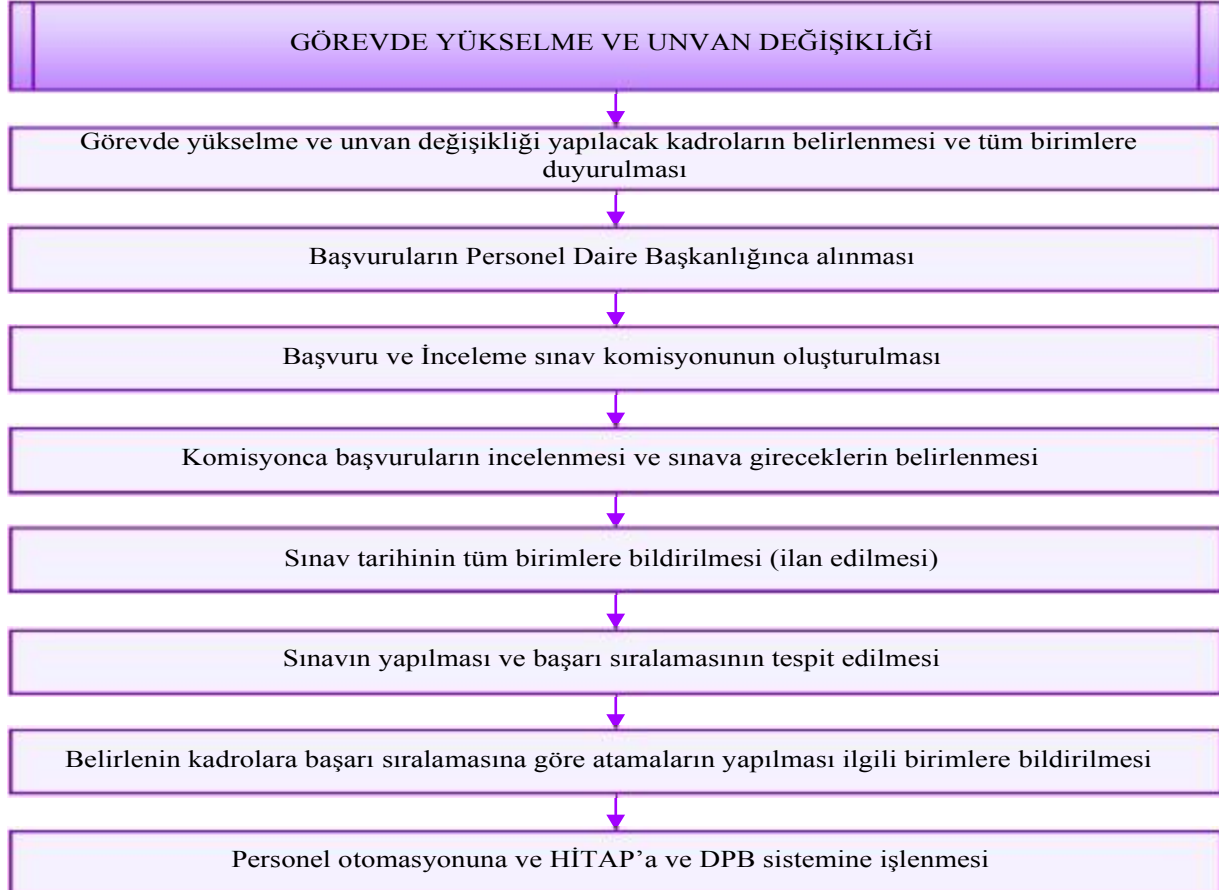 GÖREVDE YÜKSELME VE UNVAN DEĞİŞİKLİĞİ
Görevde yükselme ve unvan değişikliği yapılacak kadroların belirlenmesi ve tüm birimlere
duyurulması
Başvuruların Personel Daire Başkanlığınca alınması
Başvuru ve İnceleme sınav komisyonunun oluşturulması
Komisyonca başvuruların incelenmesi ve sınava gireceklerin belirlenmesi
Sınav tarihinin tüm birimlere bildirilmesi (ilan edilmesi)
Sınavın yapılması ve başarı sıralamasının tespit edilmesi
Belirlenin kadrolara başarı sıralamasına göre atamaların yapılması ilgili birimlere bildirilmesi
Personel otomasyonuna ve HİTAP’a ve DPB sistemine işlenmesi